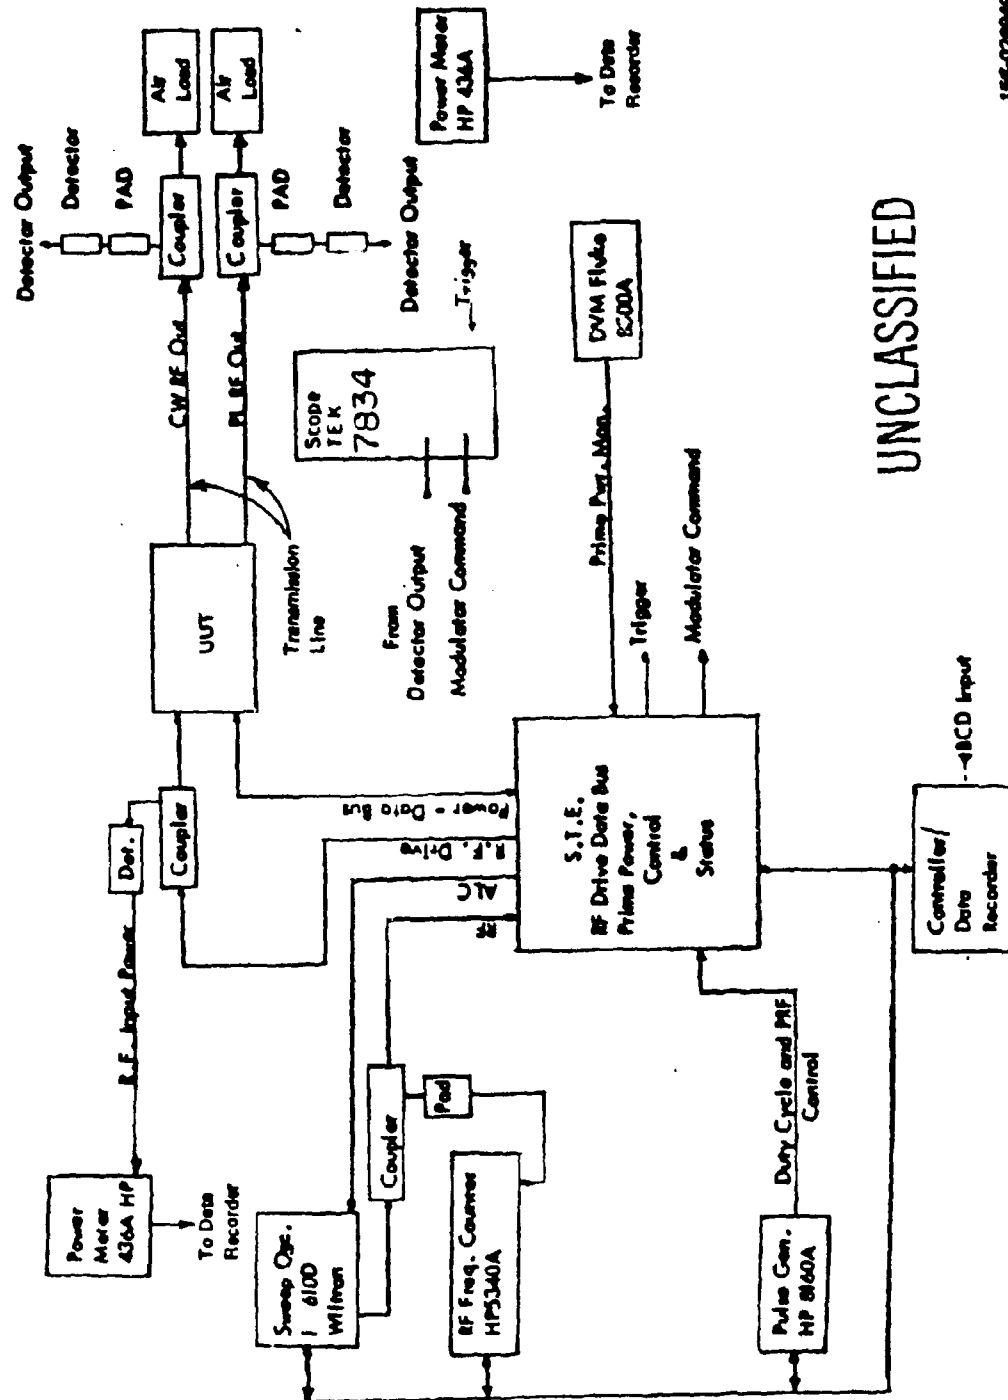 Power
Meter
436A HP
To Data
Recorder
R.F. Input Power
Det.
Coupler
UUT
CW RF Out
PL RF Out
Transmission
Line
Detector Output
Detector
PAD
Coupler
Air
Load
Coupler
Air
Load
PAD
Detector
Detector Output
Power Meter
HP 436A
To Data
Recorder
Scope
TEK
7834
Trigger
From
Detector Output
Modulator Command
Sweep Osc.
610D
Wiltron
Coupler
Pad
RF Freq. Counter
HP5340A
Pulse Gen.
HP 8160A
Duty Cycle and PRF
Control
RF
ALC
R.F. Drive
Power - Data Bus
S.T.E.
RF Drive Data Bus
Prime Power,
Control
&
Status
Prime Pwr. Mon.
DVM Fluke
Trigger
Modulator Command
Controller/
Data
Recorder
BCD Input
UNCLASSIFIED